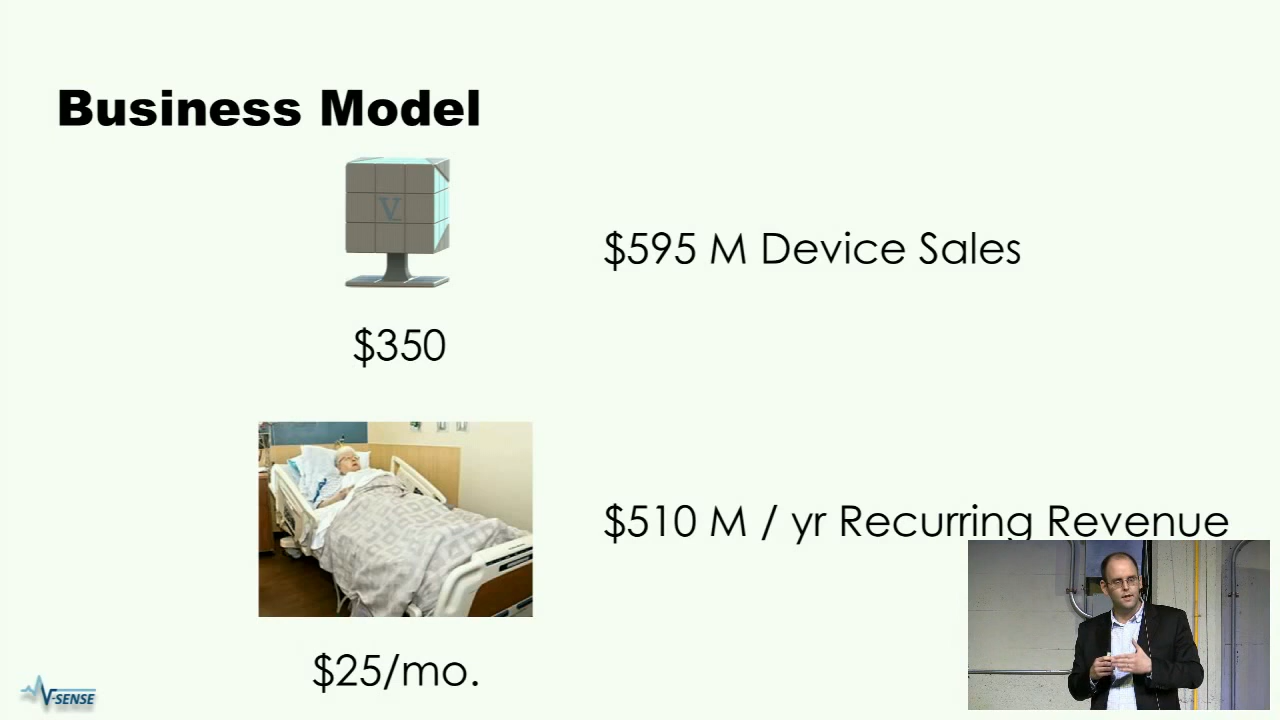 Business Model
V
$595 M Device Sales
$350
$510 M / yr Recurring Revenue
$25/mo.
V-SENSE